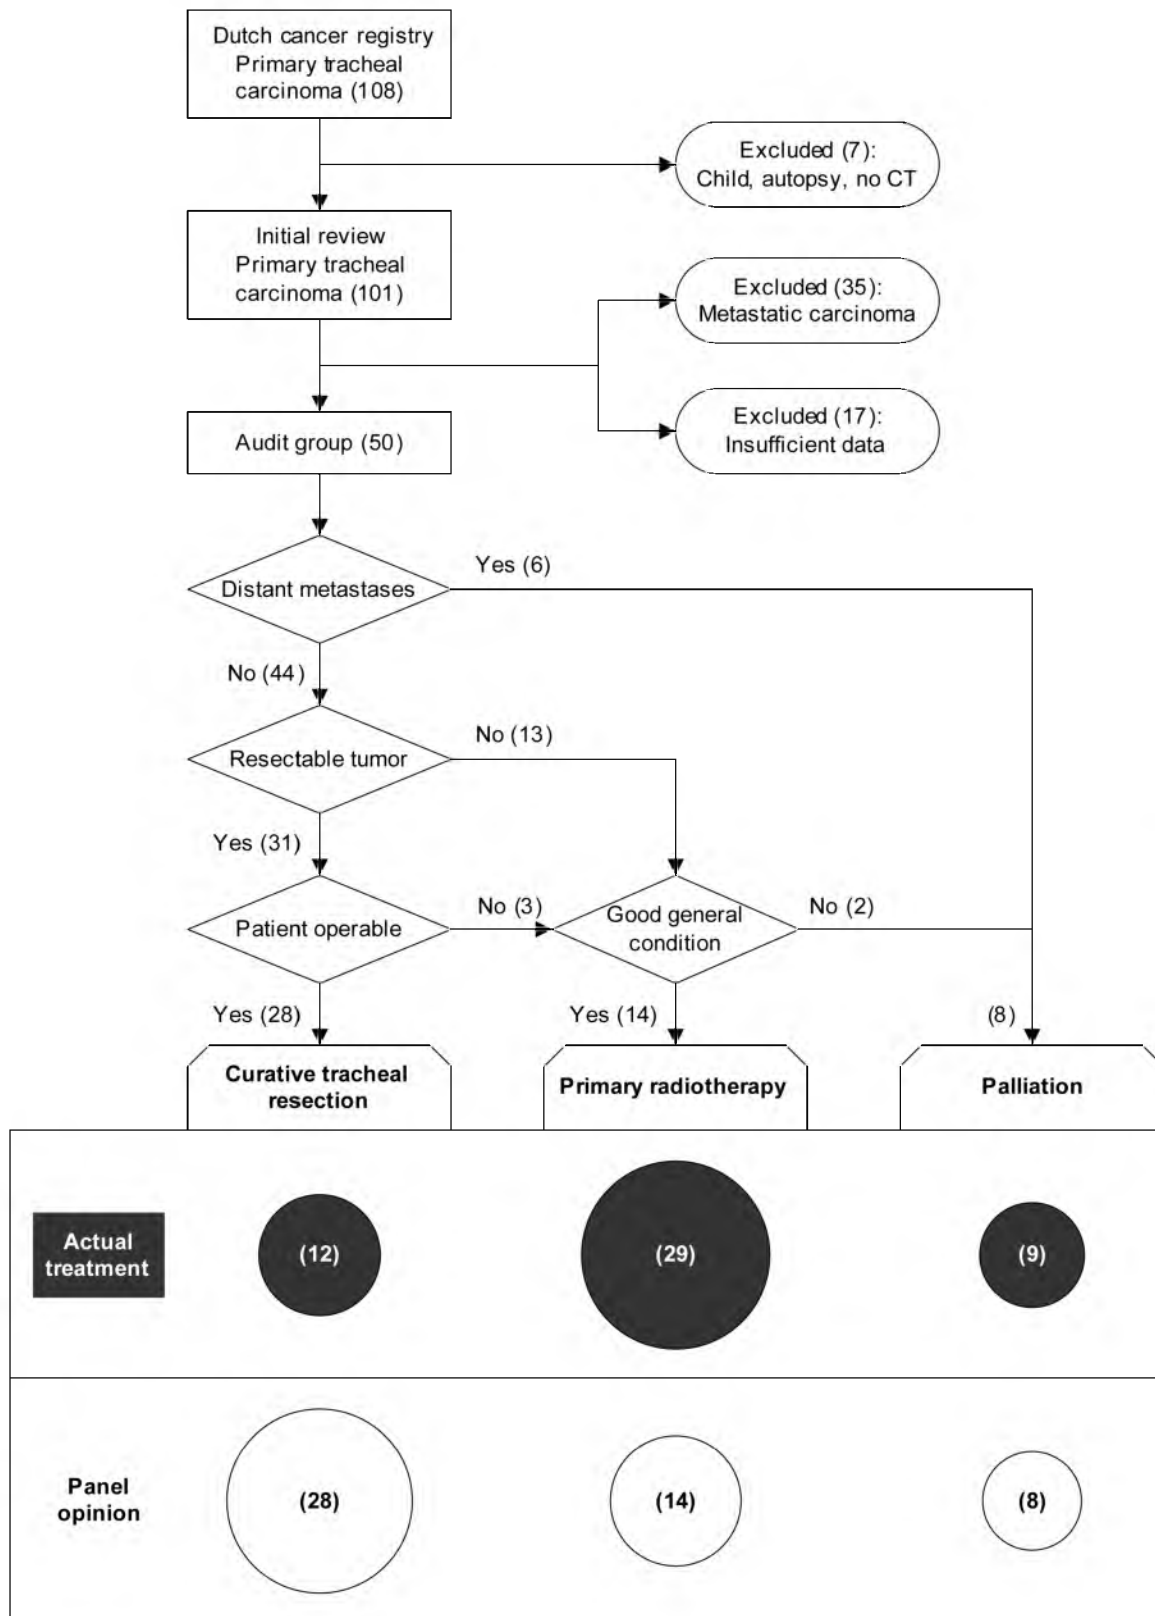 Dutch cancer registry
Primary tracheal
carcinoma (108)
Excluded (7):
Child, autopsy, no CT
Initial review
Primary tracheal
carcinoma (101)
Excluded (35):
Metastatic carcinoma
Excluded (17):
Insufficient data
Audit group (50)
Distant metastases
Yes (6)
No (44)
Resectable tumor
No (13)
Yes (31)
Patient operable
No (3)
Good general
condition
No (2)
Yes (28)
Yes (14)
(8)
Curative tracheal
resection
Primary radiotherapy
Palliation
Actual
treatment
(12)
(29)
(9)
Panel
opinion
(28)
(14)
(8)